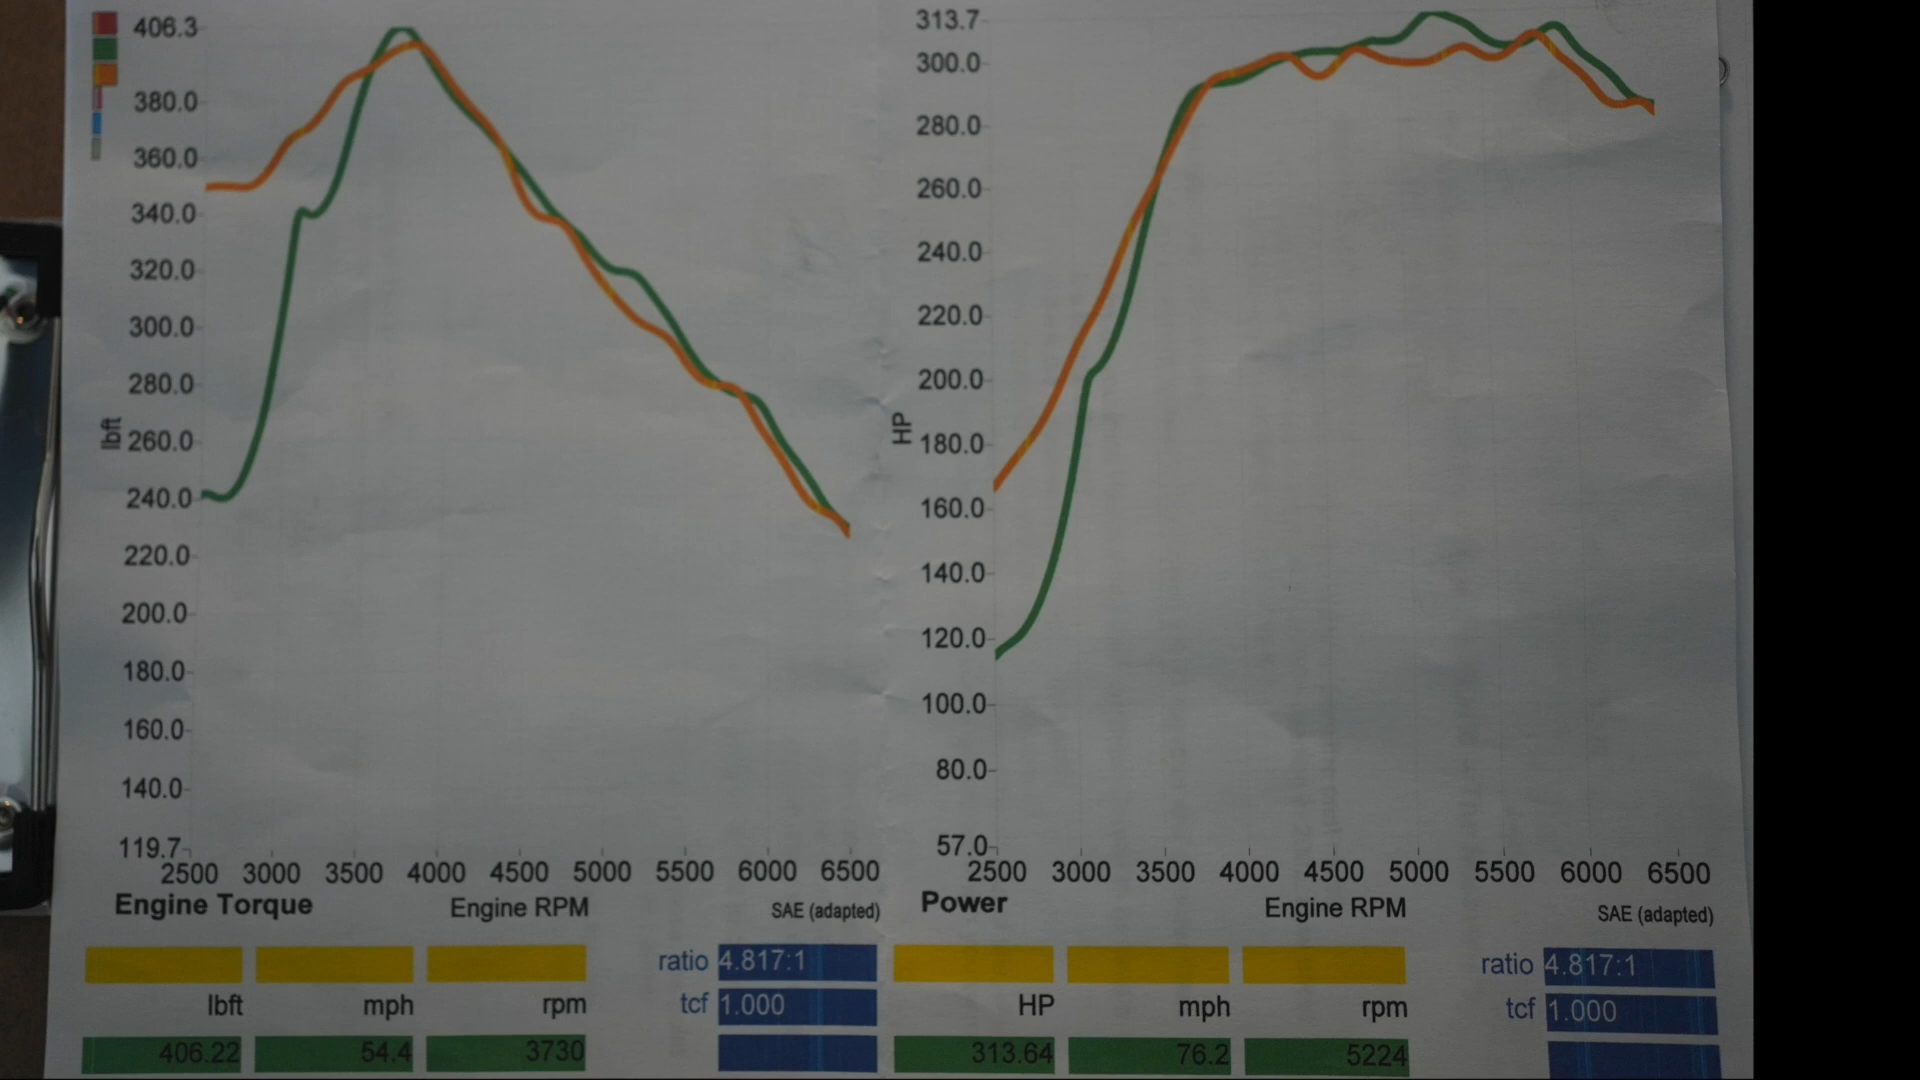 406.3
380.0
360.0
340.0
320.0
300.0
280.0
lbft
260.0
240.0
220.0
200.0
180.0
160.0
140.0
119.7
2500 3000 3500 4000 4500 5000 5500 6000 6500
Engine Torque Engine RPM SAE (adapted)
ratio 4.817:1
lbft mph rpm tcf 1.000
406.22 54.4 3730
313.7
300.0
280.0
260.0
240.0
220.0
200.0
HP
180.0
160.0
140.0
120.0
100.0
80.0
57.0
2500 3000 3500 4000 4500 5000 5500 6000 6500
Power Engine RPM SAE (adapted)
ratio 4.817:1
HP mph rpm tcf 1.000
313.64 76.2 5224